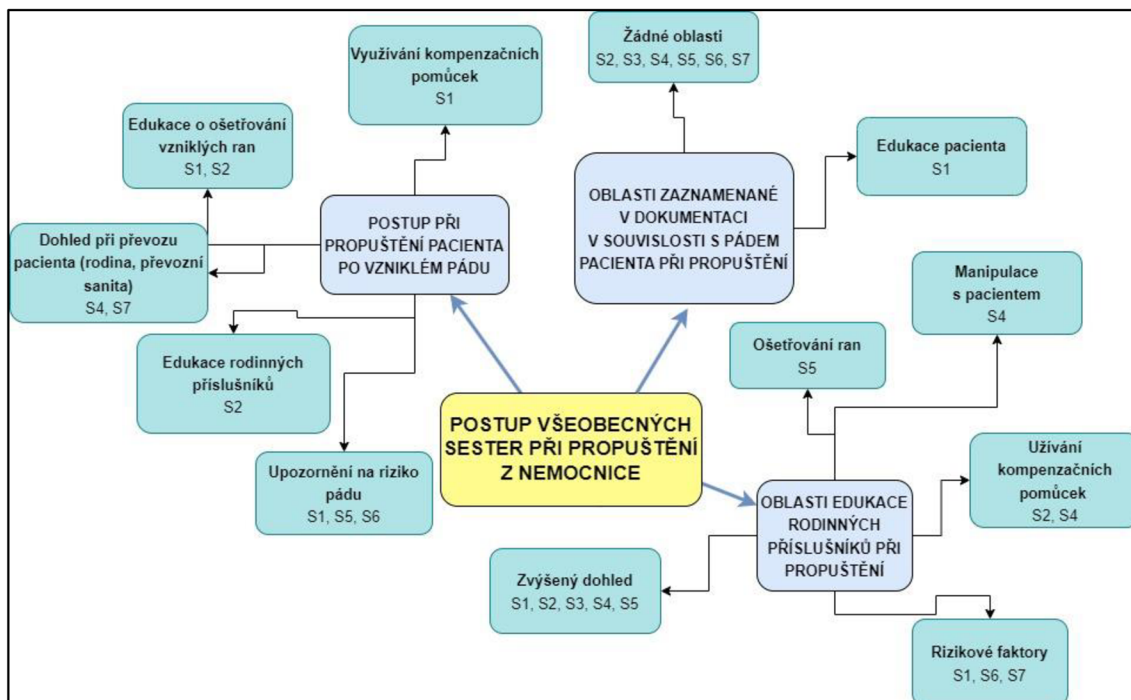 Žádné oblasti
S2, S3, S4, S5, S6, S7
Využívání kompenzačních
pomůcek
S1
Edukace o ošetřování
vzniklých ran
S1, S2
Edukace pacienta
S1
POSTUP PŘI
PROPUŠTĚNÍ PACIENTA
PO VZNIKLÉM PÁDU
OBLASTI ZAZNAMENANÉ
V DOKUMENTACI
V SOUVISLOSTI S PÁDEM
PACIENTA PŘI PROPUŠTĚNÍ
Dohled při převozu
pacienta (rodina, převozní
sanita)
S4, S7
Manipulace
s pacientem
S4
Edukace rodinných
příslušníků
S2
Ošetřování ran
S5
POSTUP VŠEOBECNÝCH
SESTER PŘI PROPUŠTĚNÍ
Z NEMOCNICE
Užívání
kompenzačních
pomůcek
S2, S4
Upozornění na riziko
pádu
S1, S5, S6
OBLASTI EDUKACE
RODINNÝCH
PŘÍSLUŠNÍKŮ PŘI
PROPUŠTĚNÍ
Zvýšený dohled
S1, S2, S3, S4, S5
Rizikové faktory
S1, S6, S7